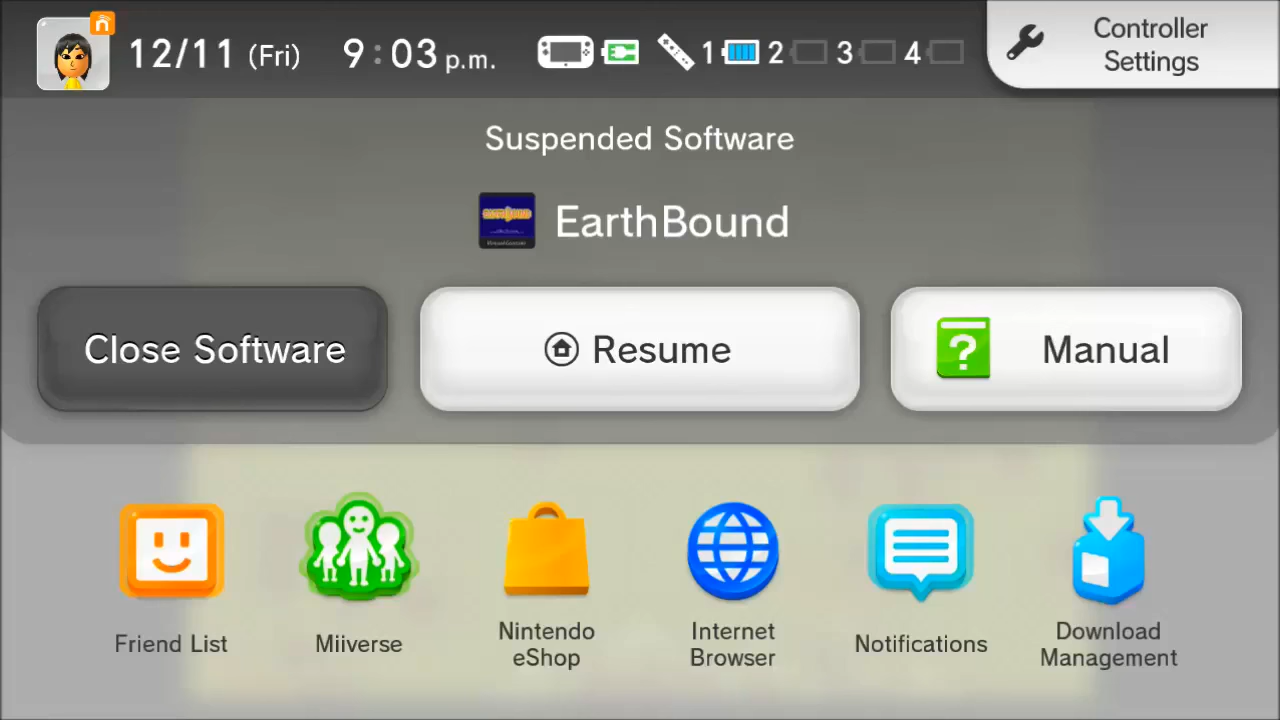 12/11 (Fri) 9:03 p.m. 1 2 3 4
Controller
Settings
Suspended Software
EarthBound
Close Software
Resume
Manual
Friend List
Miiverse
Nintendo
eShop
Internet
Browser
Notifications
Download
Management